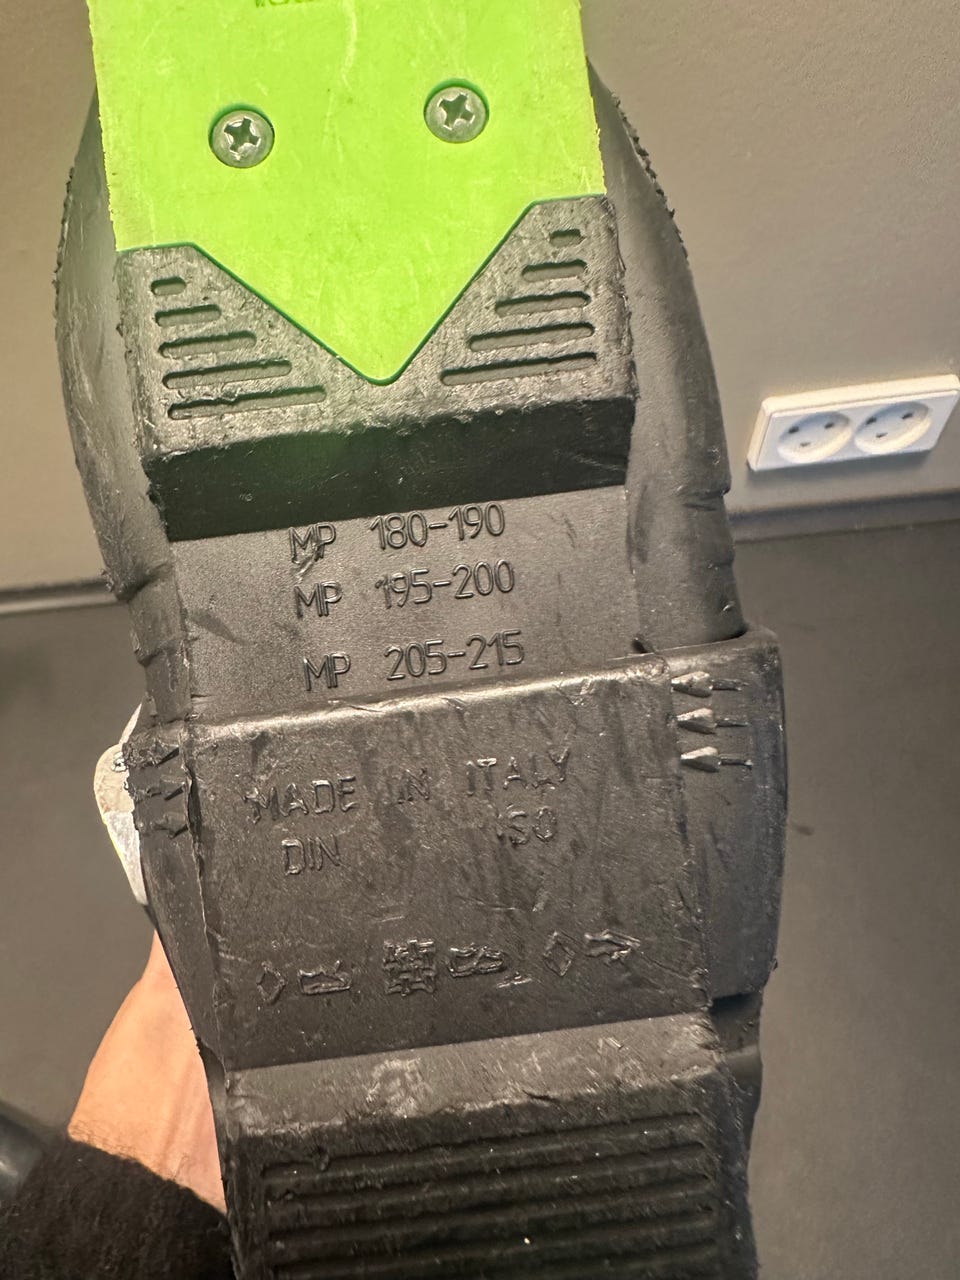 MP 180-190
MP 195-200
MP 205-215
MADE IN ITALY
DIN ISO